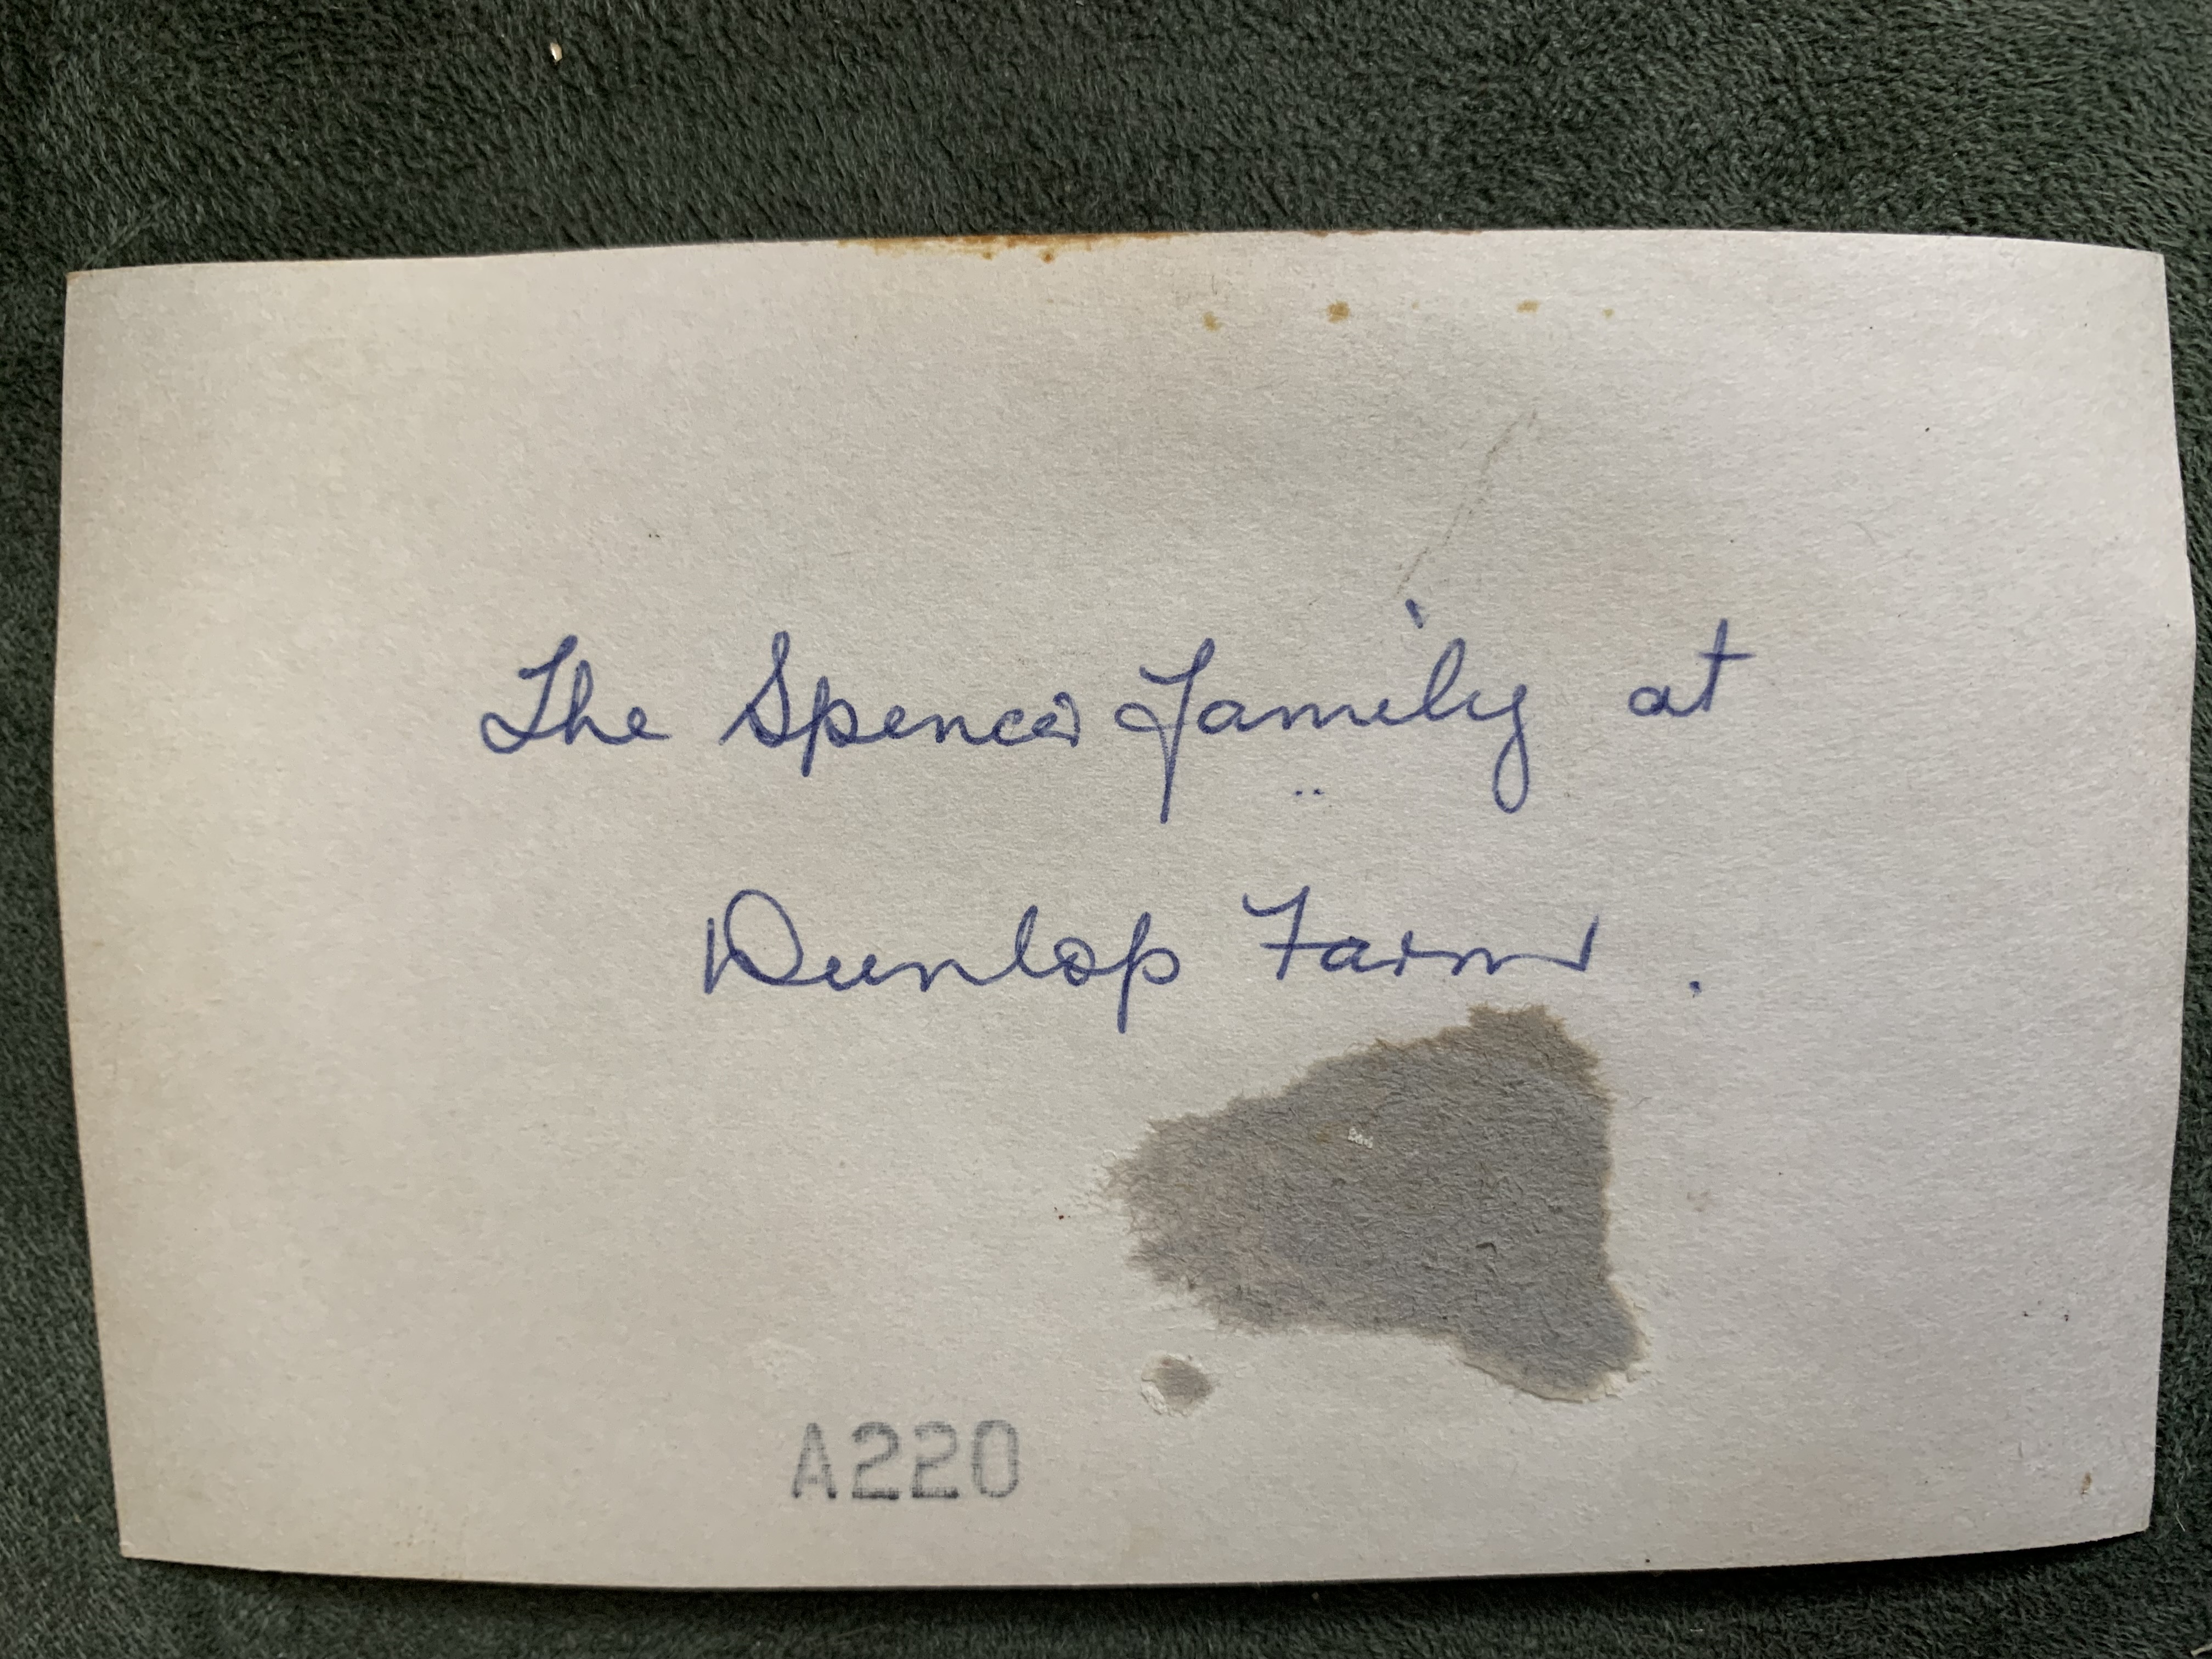 The Spencer Family at
Dunlop Farm.
A220